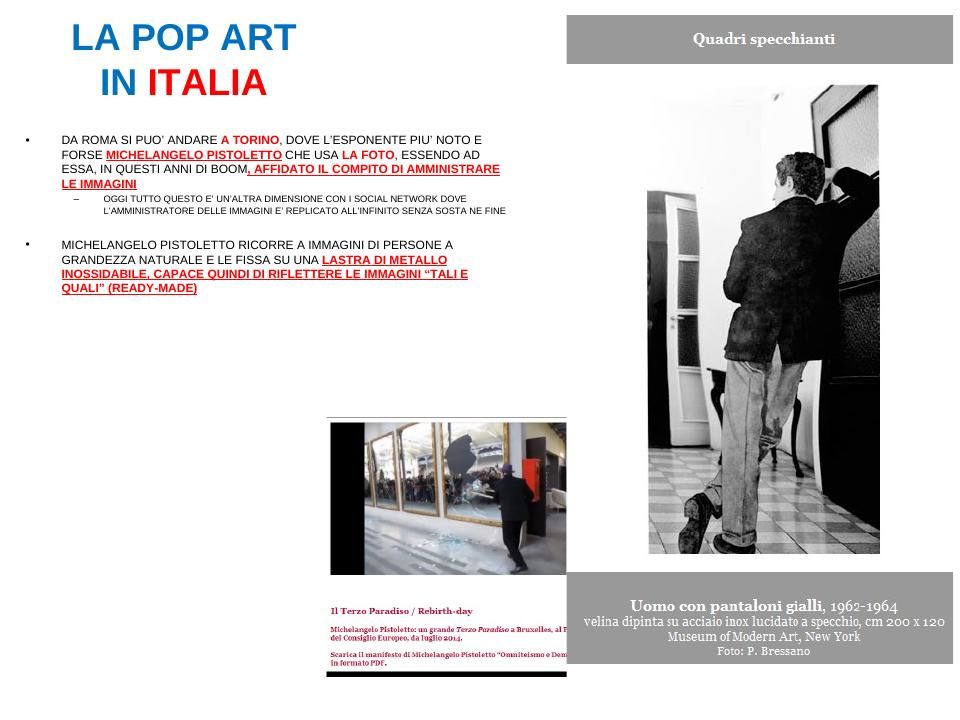 LA POP ART
IN ITALIA
• DA ROMA SI PUO’ ANDARE A TORINO, DOVE L’ESPONENTE PIU’ NOTO E
FORSE MICHELANGELO PISTOLETTO CHE USA LA FOTO, ESSENDO AD
ESSA, IN QUESTI ANNI DI BOOM, AFFIDATO IL COMPITO DI AMMINISTRARE
LE IMMAGINI
– OGGI TUTTO QUESTO E’ UN’ALTRA DIMENSIONE CON I SOCIAL NETWORK DOVE
L’AMMINISTRATORE DELLE IMMAGINI E’ REPLICATO ALL’INFINITO SENZA SOSTA NE FINE
• MICHELANGELO PISTOLETTO RICORRE A IMMAGINI DI PERSONE A
GRANDEZZA NATURALE E LE FISSA SU UNA LASTRA DI METALLO
INOSSIDABILE, CAPACE QUINDI DI RIFLETTERE LE IMMAGINI “TALI E
QUALI” (READY-MADE)
Il Terzo Paradiso / Rebirth-day
Michelangelo Pistoletto: un grande Terzo Paradiso a Bruxelles, al
del Consiglio Europeo, da luglio 2014.
Scarica il manifesto di Michelangelo Pistoletto “Omniteismo e Dem
in formato PDF.
Quadri specchianti
Uomo con pantaloni gialli, 1962-1964
velina dipinta su acciaio inox lucidato a specchio, cm 200 x 120
Museum of Modern Art, New York
Foto: P. Bressano